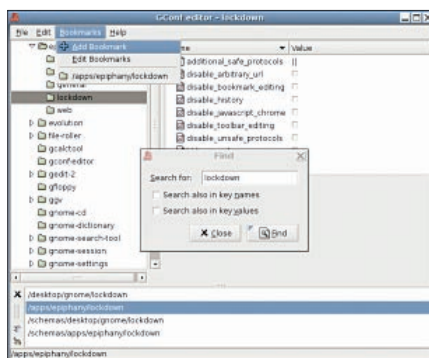 GConf editor - lockdown
File Edit Bookmarks Help
Add Bookmark
Edit Bookmarks
/apps/epiphany/lockdown
Value
additional_safe_protocols []
disable_arbitrary_url
disable_bookmark_editing
disable_history
disable_javascript_chrome
disable_toolbar_editing
disable_unsafe_protocols
general
lockdown
web
evolution
file-roller
gcalctool
gconf-editor
gedit-2
gfloppy
ggv
gnome-cd
gnome-dictionary
gnome-search-tool
gnome-session
gnome-settings
Find
Search for: lockdown
Search also in key names
Search also in key values
Close Find
/desktop/gnome/lockdown
/apps/epiphany/lockdown
/schemas/desktop/gnome/lockdown
/schemas/apps/epiphany/lockdown
/apps/epiphany/lockdown